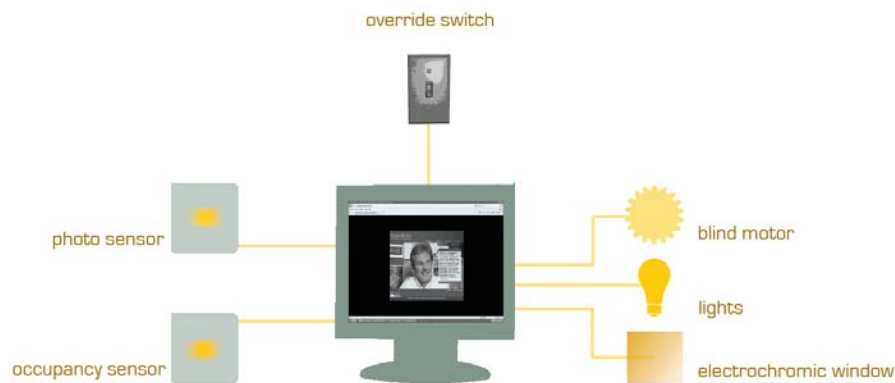 override switch
photo sensor
blind motor
lights
occupancy sensor
electrochromic window